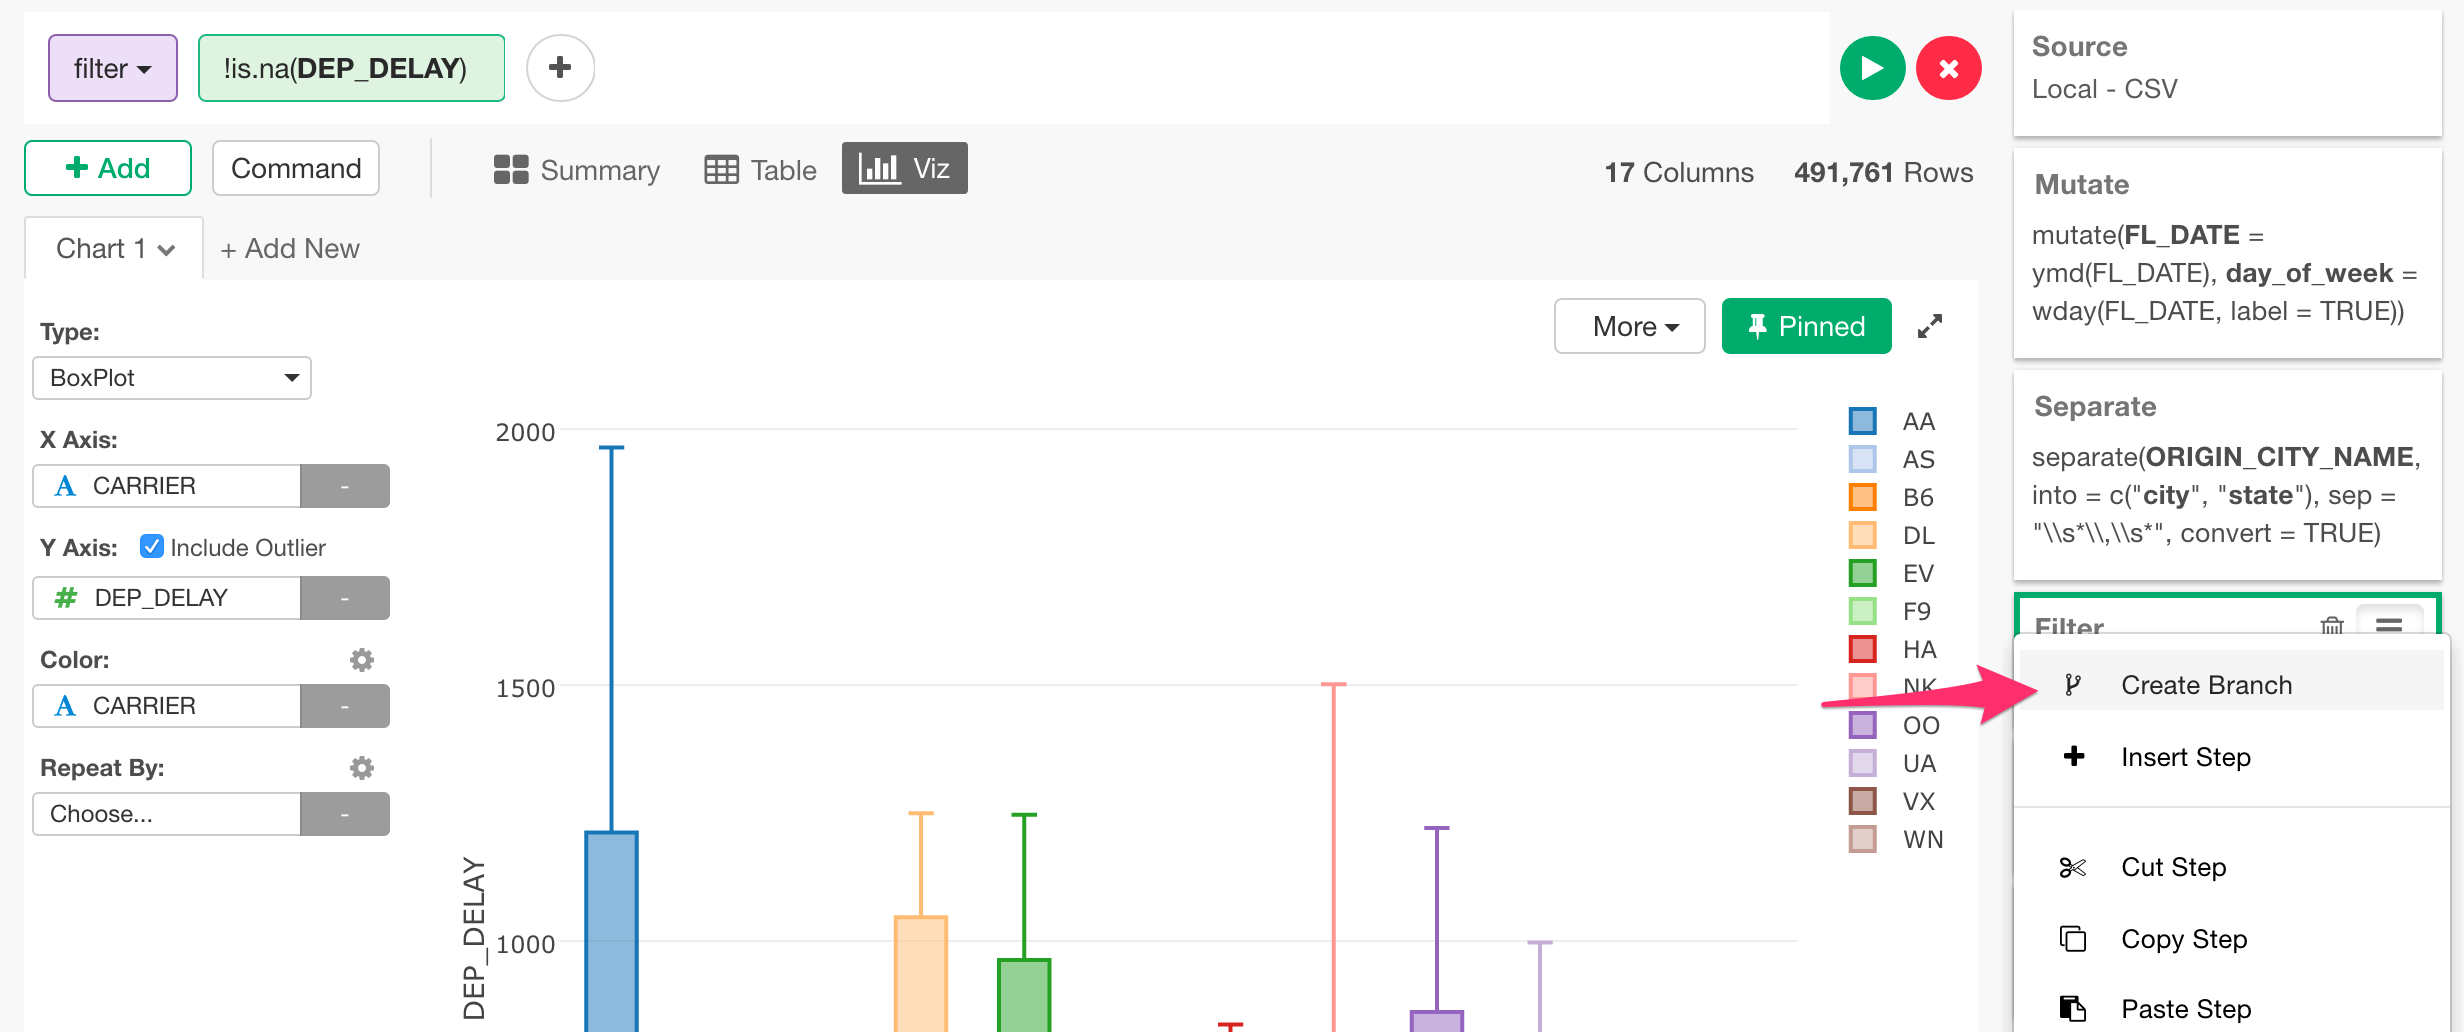 filter
!is.na(DEP_DELAY)
Add
Command
Summary
Table
Viz
17 Columns
491,761 Rows
Chart 1
+ Add New
Type:
BoxPlot
X Axis:
CARRIER
-
Y Axis:
Include Outlier
DEP_DELAY
-
Color:
CARRIER
-
Repeat By:
Choose...
-
More
Pinned
DEP_DELAY
2000
1500
1000
AA
AS
B6
DL
EV
F9
HA
NK
OO
UA
VX
WN
Source
Local - CSV
Mutate
mutate(FL_DATE =
ymd(FL_DATE), day_of_week =
wday(FL_DATE, label = TRUE))
Separate
separate(ORIGIN_CITY_NAME,
into = c("city", "state"), sep =
"\\s*\\,\\s*", convert = TRUE)
Filter
Create Branch
Insert Step
Cut Step
Copy Step
Paste Step